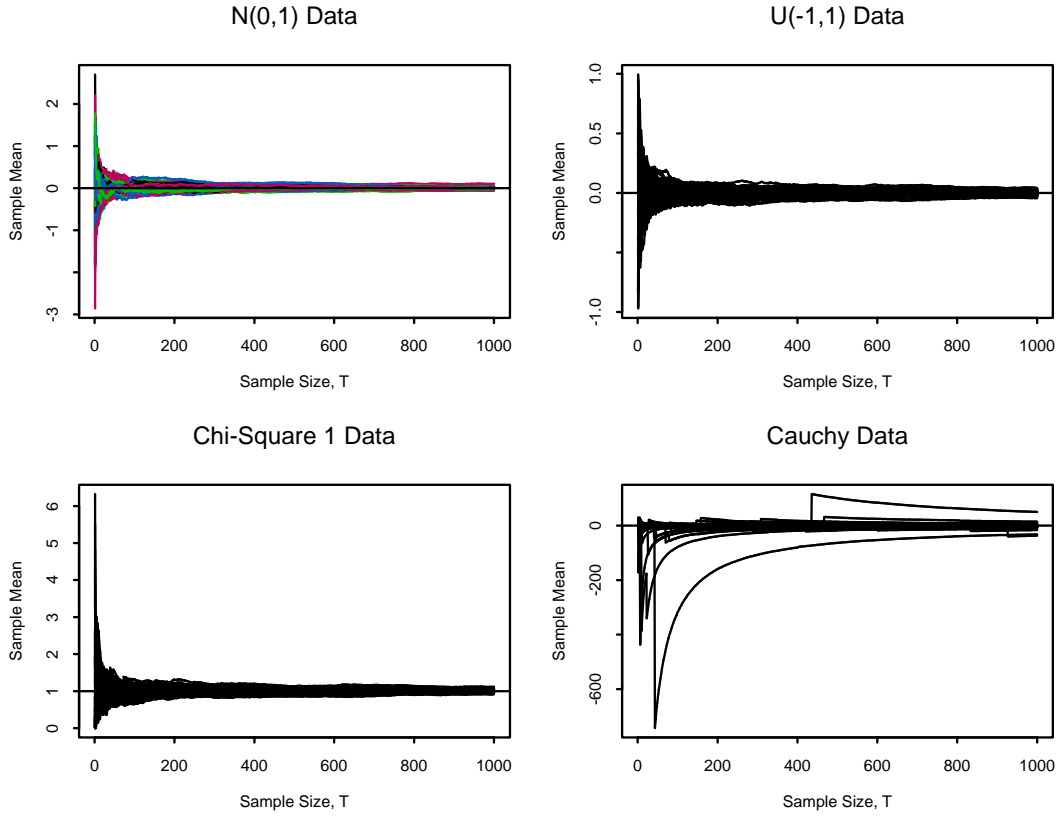 N(0,1) Data
U(-1,1) Data
Sample Mean
2
1
0
-1
-3
0 200 400 600 800 1000
Sample Size, T
Sample Mean
1.0
0.5
0.0
-1.0
0 200 400 600 800 1000
Sample Size, T
Chi-Square 1 Data
Cauchy Data
Sample Mean
6
5
4
3
2
1
0
0 200 400 600 800 1000
Sample Size, T
Sample Mean
0
-200
-600
0 200 400 600 800 1000
Sample Size, T